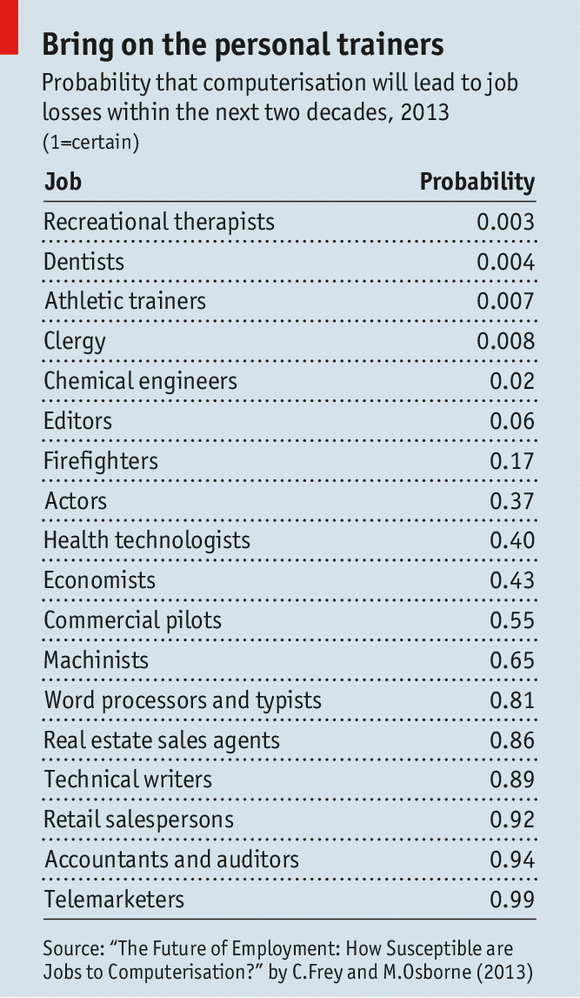 Bring on the personal trainers
Probability that computerisation will lead to job
losses within the next two decades, 2013
(1=certain)
Job Probability
Recreational therapists 0.003
Dentists 0.004
Athletic trainers 0.007
Clergy 0.008
Chemical engineers 0.02
Editors 0.06
Firefighters 0.17
Actors 0.37
Health technologists 0.40
Economists 0.43
Commercial pilots 0.55
Machinists 0.65
Word processors and typists 0.81
Real estate sales agents 0.86
Technical writers 0.89
Retail salespersons 0.92
Accountants and auditors 0.94
Telemarketers 0.99
Source: “The Future of Employment: How Susceptible are
Jobs to Computerisation?” by C.Frey and M.Osborne (2013)